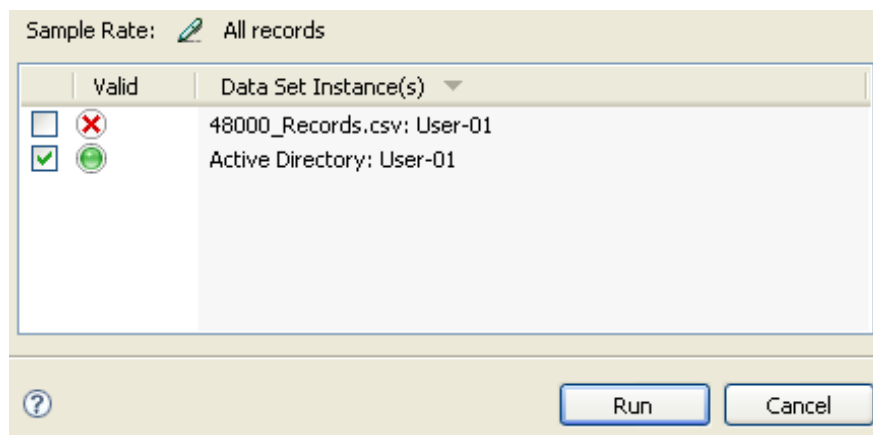 Sample Rate: All records
Valid Data Set Instance(s)
48000_Records.csv: User-01
Active Directory: User-01
? Run Cancel